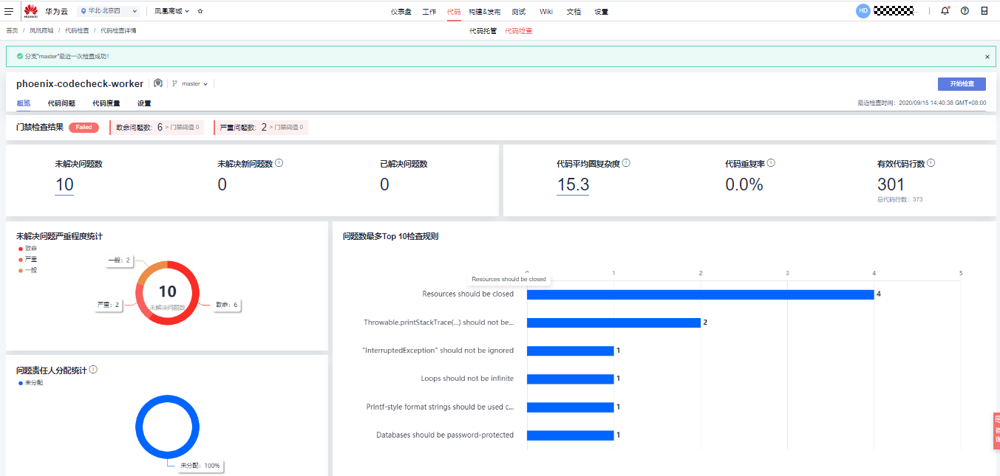 HUAWEI 华为云 华北-北京四 凤凰商城 仪表盘 工作 代码 构建&发布 测试 Wiki 文档 设置 HD
首页 / 凤凰商城 / 代码检查 / 代码检查详情 代码托管 代码检查
分支"master"最近一次检查成功!
phoenix-codecheck-worker master 开始检查
概览 代码问题 代码度量 设置 最近检查时间: 2020/09/15 14:40:38 GMT+08:00
门禁检查结果 Failed 致命问题数: 6 > 门禁阈值 0 严重问题数: 2 > 门禁阈值 0
未解决问题数 未解决新问题数 已解决问题数 代码平均圈复杂度 代码重复率 有效代码行数
10 0 0 15.3 0.0% 301
总代码行数: 373
未解决问题严重程度统计
致命
严重
一般
一般: 2
10
未解决问题数
严重: 2
致命: 6
问题责任人分配统计
未分配
未分配: 100%
问题数最多Top 10检查规则
0 1 2 3 4 5
Resources should be closed
Resources should be closed 4
Throwable.printStackTrace(...) should not be... 2
"InterruptedException" should not be ignored 1
Loops should not be infinite 1
Printf-style format strings should be used c... 1
Databases should be password-protected 1
咨
询